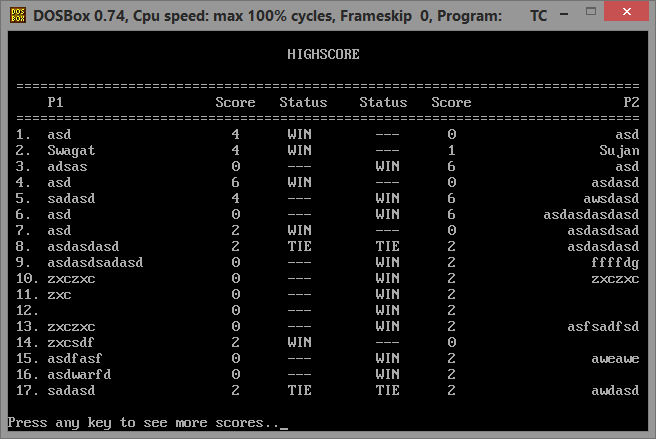 DOSBox 0.74, Cpu speed: max 100% cycles, Frameskip 0, Program: TC
HIGHSCORE
================================================================================
P1 Score Status Status Score P2
================================================================================
1. asd 4 WIN --- 0 asd
2. Swagat 4 WIN --- 1 Sujan
3. adsas 0 --- WIN 6 asd
4. asd 6 WIN --- 0 asdasd
5. sadasd 4 --- WIN 6 awsdasd
6. asd 0 --- WIN 6 asdasdasdasd
7. asd 2 WIN --- 0 asdasdsad
8. asdasdasd 2 TIE TIE 2 asdasdasd
9. asdasdsadasd 0 --- WIN 2 ffffdg
10. zxczxc 0 --- WIN 2 zxczxc
11. zxc 0 --- WIN 2
12. 0 --- WIN 2
13. zxczxc 0 --- WIN 2 asfsadfsd
14. zxcsdf 2 WIN --- 0
15. asdfasf 0 --- WIN 2 aweawe
16. asdwarfd 0 --- WIN 2
17. sadasd 2 TIE TIE 2 awdasd
Press any key to see more scores.._